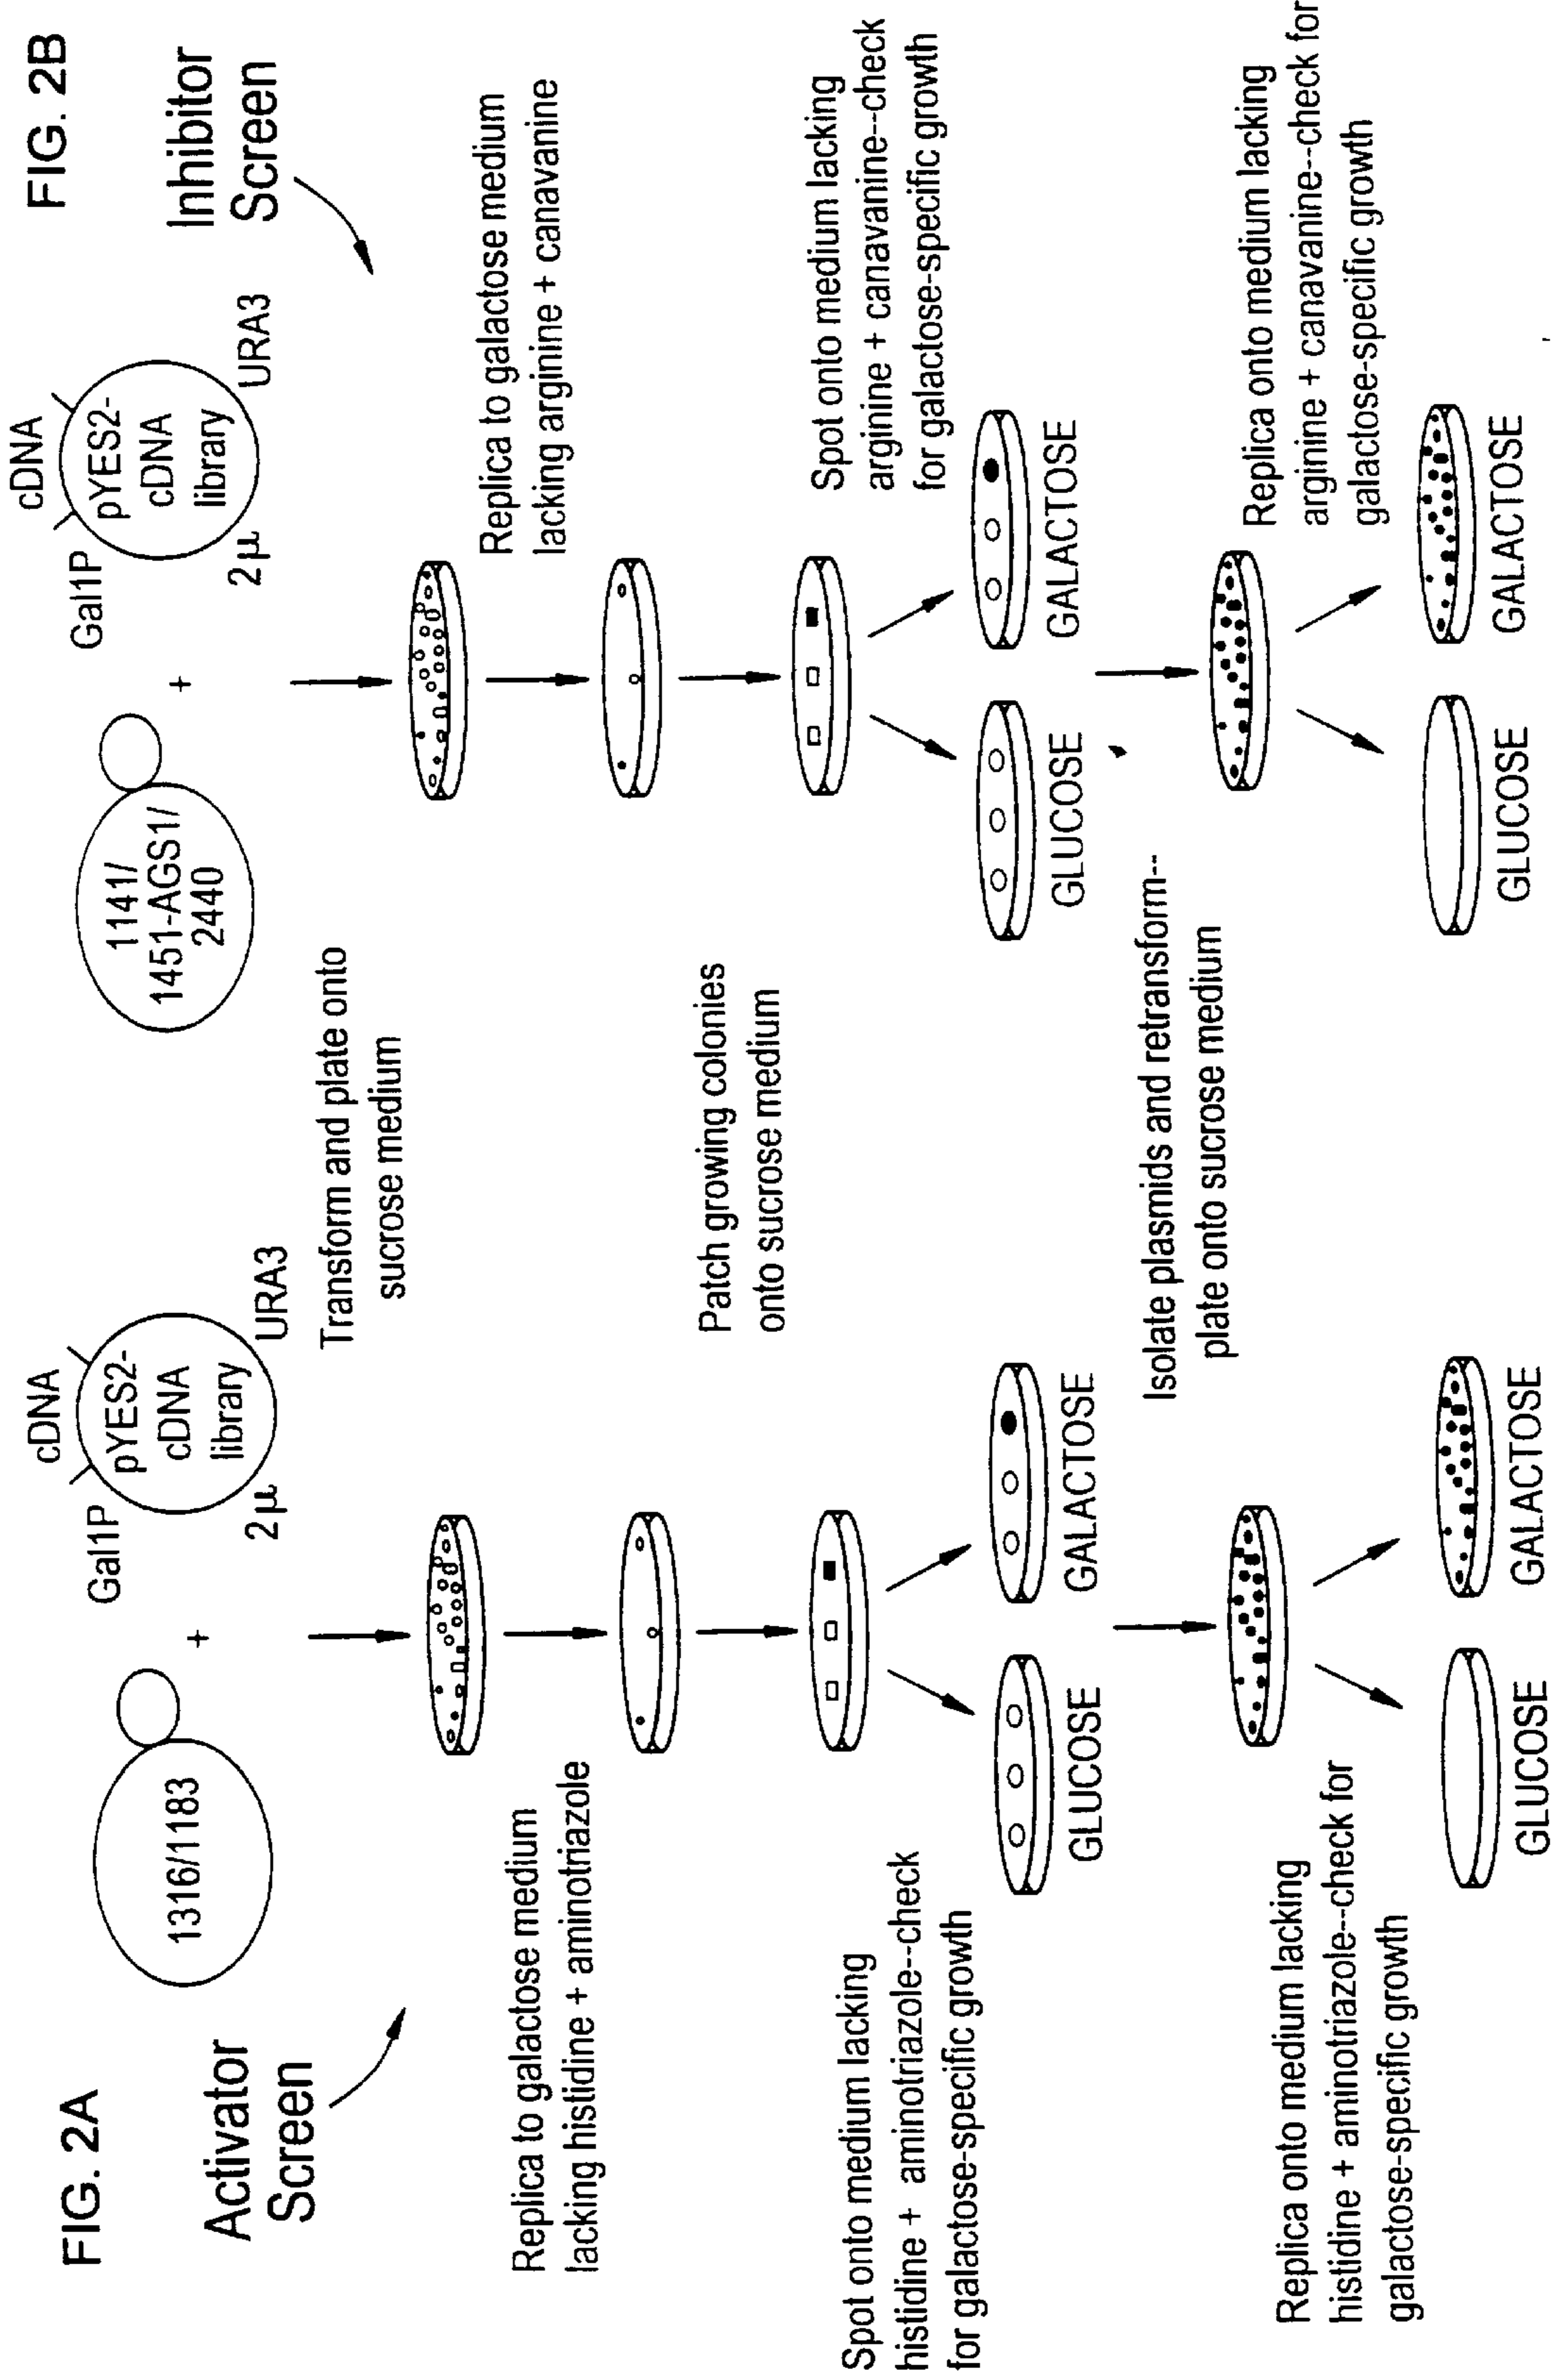 FIG. 2A
Activator
Screen
1316/1183
+
Gal1P
cDNA
pYES2-
cDNA
library
2μ
URA3
Transform and plate onto
sucrose medium
Replica to galactose medium
lacking histidine + aminotriazole
Patch growing colonies
onto sucrose medium
Spot onto medium lacking
histidine + aminotriazole--check
for galactose-specific growth
GLUCOSE
GALACTOSE
Isolate plasmids and retransform--
plate onto sucrose medium
Replica onto medium lacking
histidine + aminotriazole--check for
galactose-specific growth
GLUCOSE
GALACTOSE
FIG. 2B
Inhibitor
Screen
1141/
1451-AGS1/
2440
+
Gal1P
cDNA
pYES2-
cDNA
library
2μ
URA3
Replica to galactose medium
lacking arginine + canavanine
Spot onto medium lacking
arginine + canavanine--check
for galactose-specific growth
GLUCOSE
GALACTOSE
Replica onto medium lacking
arginine + canavanine--check for
galactose-specific growth
GLUCOSE
GALACTOSE